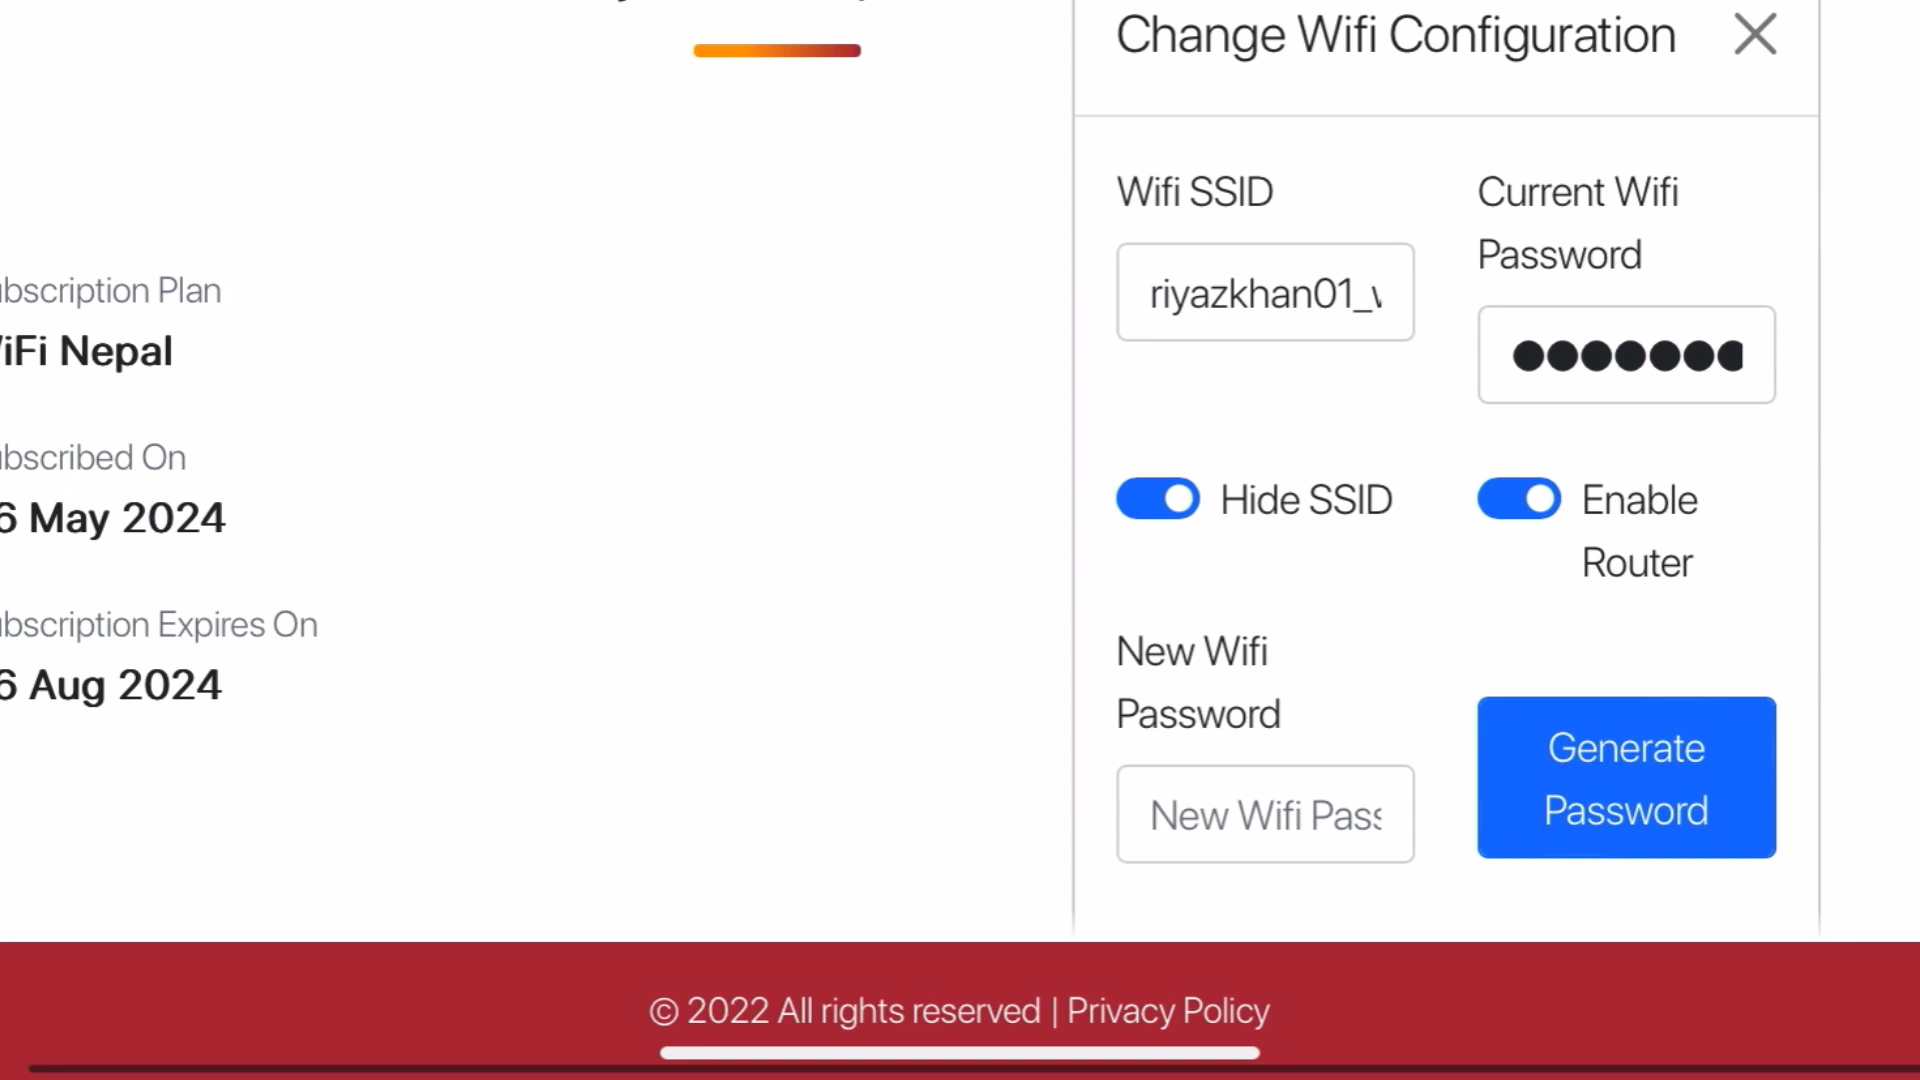 Change Wifi Configuration
Wifi SSID
riyazkhan01_
Current Wifi
Password
Hide SSID
Enable
Router
New Wifi
Password
New Wifi Pass
Generate
Password
bscription Plan
iFi Nepal
bscribed On
6 May 2024
bscription Expires On
6 Aug 2024
© 2022 All rights reserved | Privacy Policy